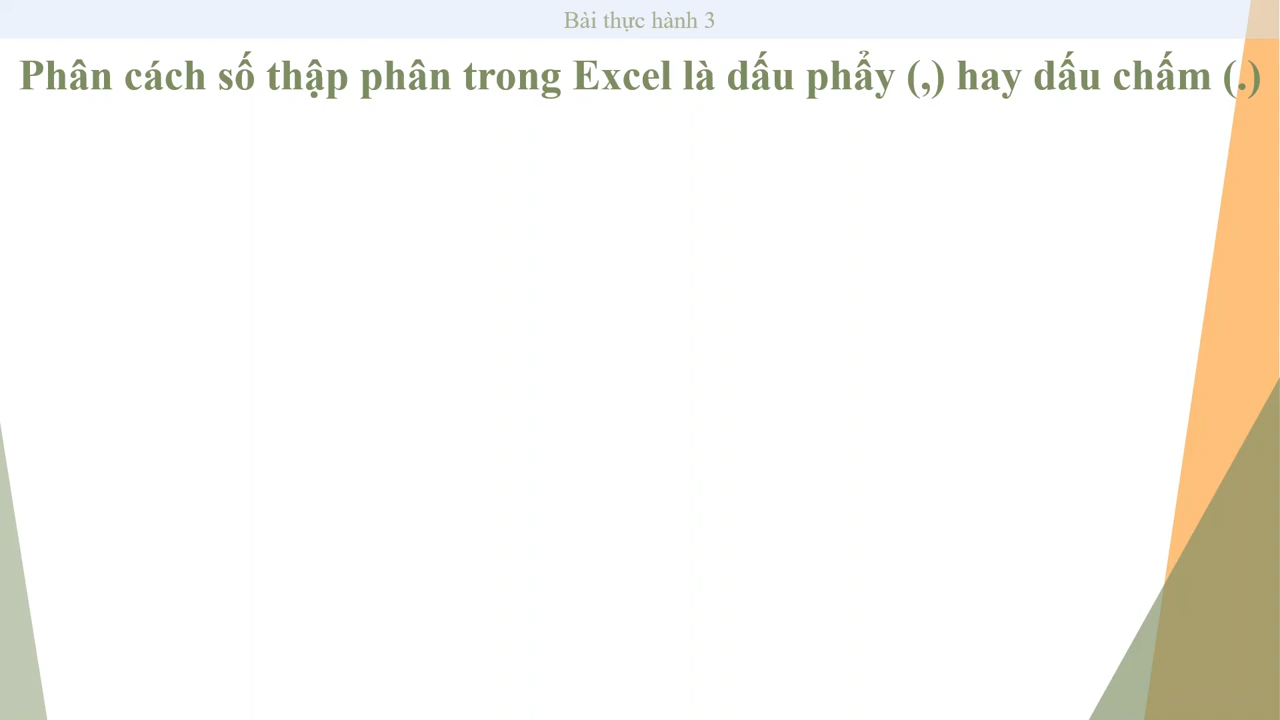 Bài thực hành 3
Phân cách số thập phân trong Excel là dấu phẩy (,) hay dấu chấm (.)